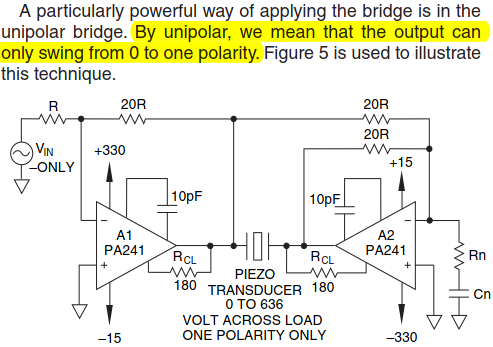 A particularly powerful way of applying the bridge is in the
unipolar bridge. By unipolar, we mean that the output can
only swing from 0 to one polarity. Figure 5 is used to illustrate
this technique.
R
20R
20R
20R
VIN
–ONLY
+330
+15
10pF
10pF
–
–
A1
PA241
A2
PA241
+
+
RCL
180
RCL
180
Rn
Cn
PIEZO
TRANSDUCER
0 TO 636
VOLT ACROSS LOAD
ONE POLARITY ONLY
–15
–330